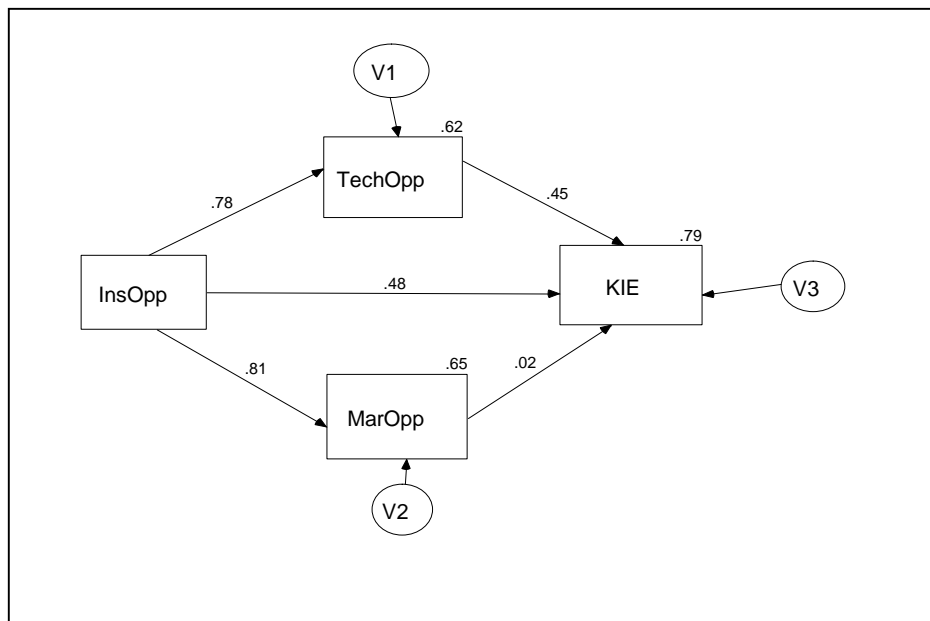 V1
.62
TechOpp
.78
.45
.79
InsOpp
.48
KIE
V3
.81
.65
.02
MarOpp
V2